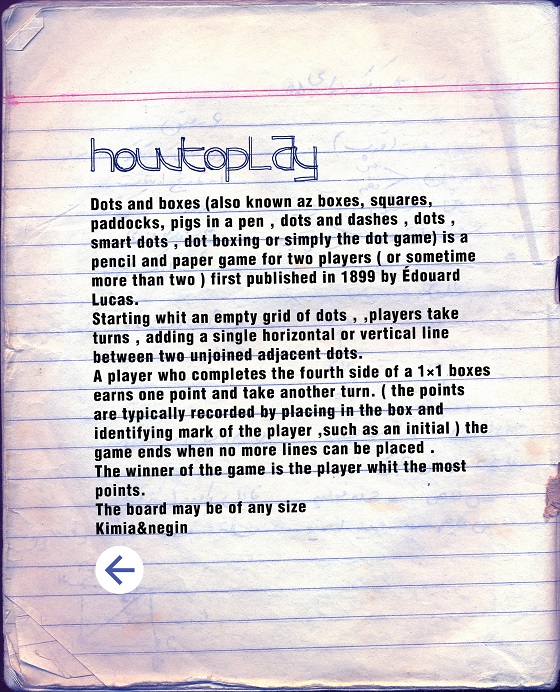 howtoplay
Dots and boxes (also known az boxes, squares,
paddocks, pigs in a pen , dots and dashes , dots ,
smart dots , dot boxing or simply the dot game) is a
pencil and paper game for two players ( or sometime
more than two ) first published in 1899 by Édouard
Lucas.
Starting whit an empty grid of dots , ,players take
turns , adding a single horizontal or vertical line
between two unjoined adjacent dots.
A player who completes the fourth side of a 1×1 boxes
earns one point and take another turn. ( the points
are typically recorded by placing in the box and
identifying mark of the player ,such as an initial ) the
game ends when no more lines can be placed .
The winner of the game is the player whit the most
points.
The board may be of any size
Kimia&negin